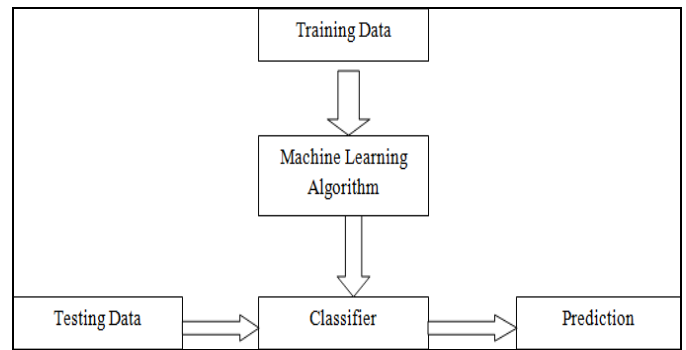 Training Data
Machine Learning
Algorithm
Testing Data
Classifier
Prediction